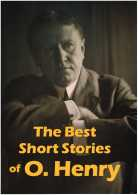 The Best
Short Stories
of O. Henry